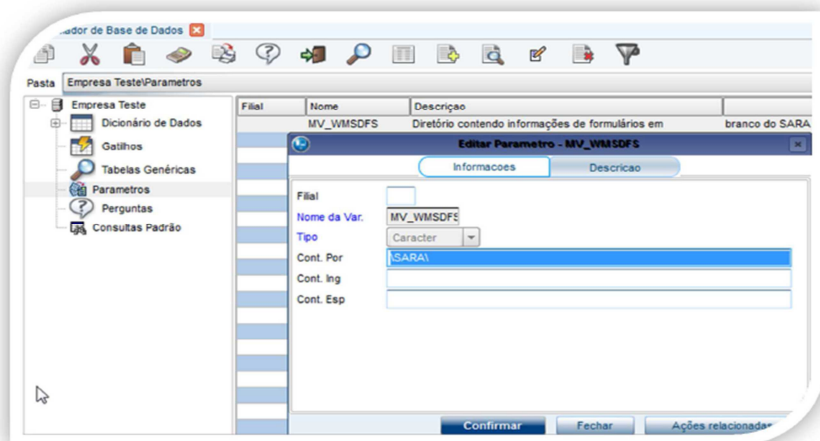 ador de Base de Dados
Pasta Empresa Teste\Parametros
Empresa Teste
Dicionário de Dados
Gatilhos
Tabelas Genéricas
Parametros
Perguntas
Consultas Padrão
Filial Nome Descriçao
MV_WMSDFS Diretório contendo informações de formulários em branco do SARA
Editar Parametro - MV_WMSDFS
Informacoes Descricao
Filial
Nome da Var. MV_WMSDFS
Tipo Caracter
Cont. Por \SARA\
Cont. Ing
Cont. Esp
Confirmar Fechar Ações relacionadas